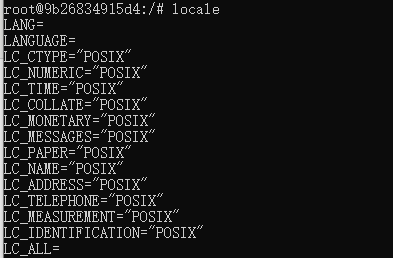 root@9b26834915d4:/# locale
LANG=
LANGUAGE=
LC_CTYPE="POSIX"
LC_NUMERIC="POSIX"
LC_TIME="POSIX"
LC_COLLATE="POSIX"
LC_MONETARY="POSIX"
LC_MESSAGES="POSIX"
LC_PAPER="POSIX"
LC_NAME="POSIX"
LC_ADDRESS="POSIX"
LC_TELEPHONE="POSIX"
LC_MEASUREMENT="POSIX"
LC_IDENTIFICATION="POSIX"
LC_ALL=